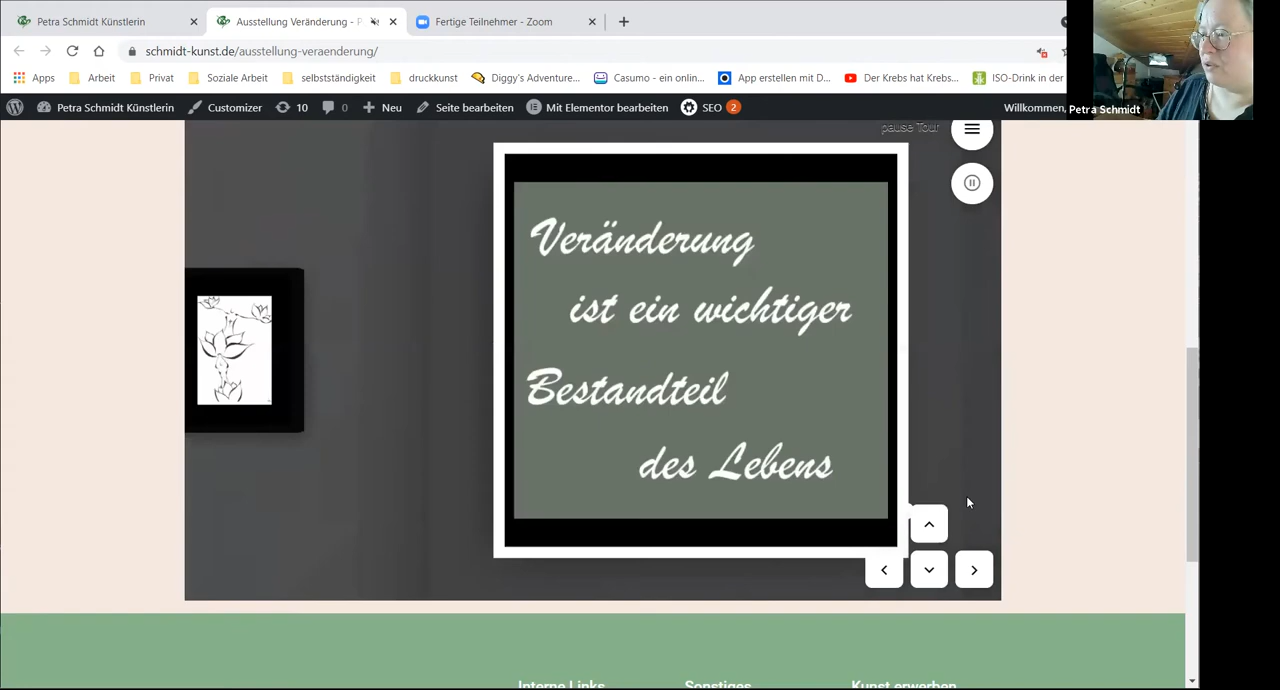 Petra Schmidt Künstlerin
Ausstellung Veränderung - P
Fertige Teilnehmer - Zoom
schmidt-kunst.de/ausstellung-veraenderung/
Apps
Arbeit
Privat
Soziale Arbeit
selbstständigkeit
druckkunst
Diggy's Adventure...
Casumo - ein onlin...
App erstellen mit D...
Der Krebs hat Krebs...
ISO-Drink in der
Petra Schmidt Künstlerin
Customizer
10
0
Neu
Seite bearbeiten
Mit Elementor bearbeiten
SEO
2
Willkommen,
Petra Schmidt
pause Tour
Veränderung
ist ein wichtiger
Bestandteil
des Lebens
Interne Links
Sonstiges
Kunst erwerben